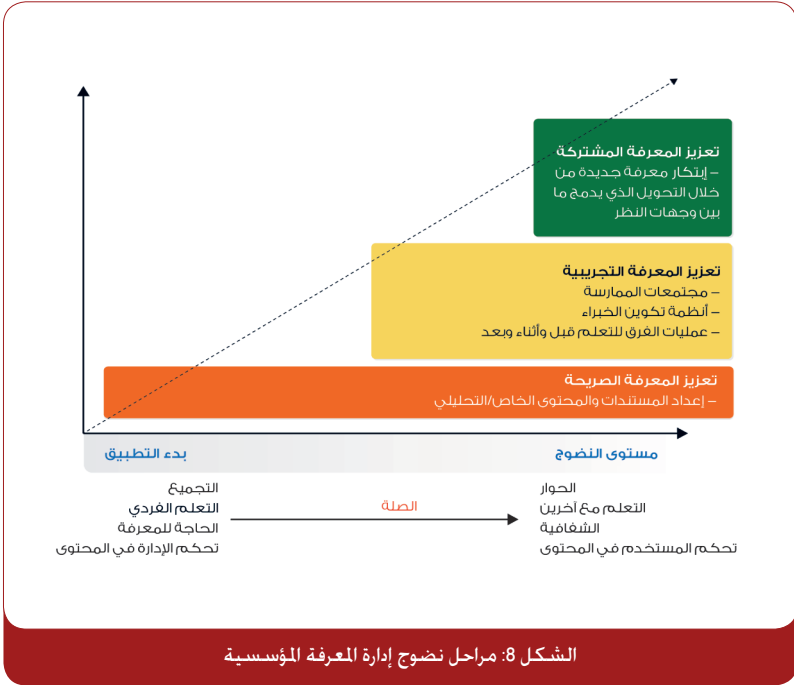 تعزيز المعرفة المشتركة
– إبتكار معرفة جديدة من
خلال التحويل الذي يدمج ما
بين وجهات النظر
تعزيز المعرفة التجريبية
– مجتمعات الممارسة
– أنظمة تكوين الخبراء
– عمليات الفرق للتعلم قبل وأثناء وبعد
تعزيز المعرفة الصريحة
– إعداد المستندات والمحتوى الخاص/التحليلي
مستوى النضوج
بدء التطبيق
الحوار
التعلم مع آخرين
الشفافية
تحكم المستخدم في المحتوى
الصلة
التجميع
التعلم الفردي
الحاجة للمعرفة
تحكم الإدارة في المحتوى
الشكل 8: مراحل نضوج إدارة المعرفة المؤسسية